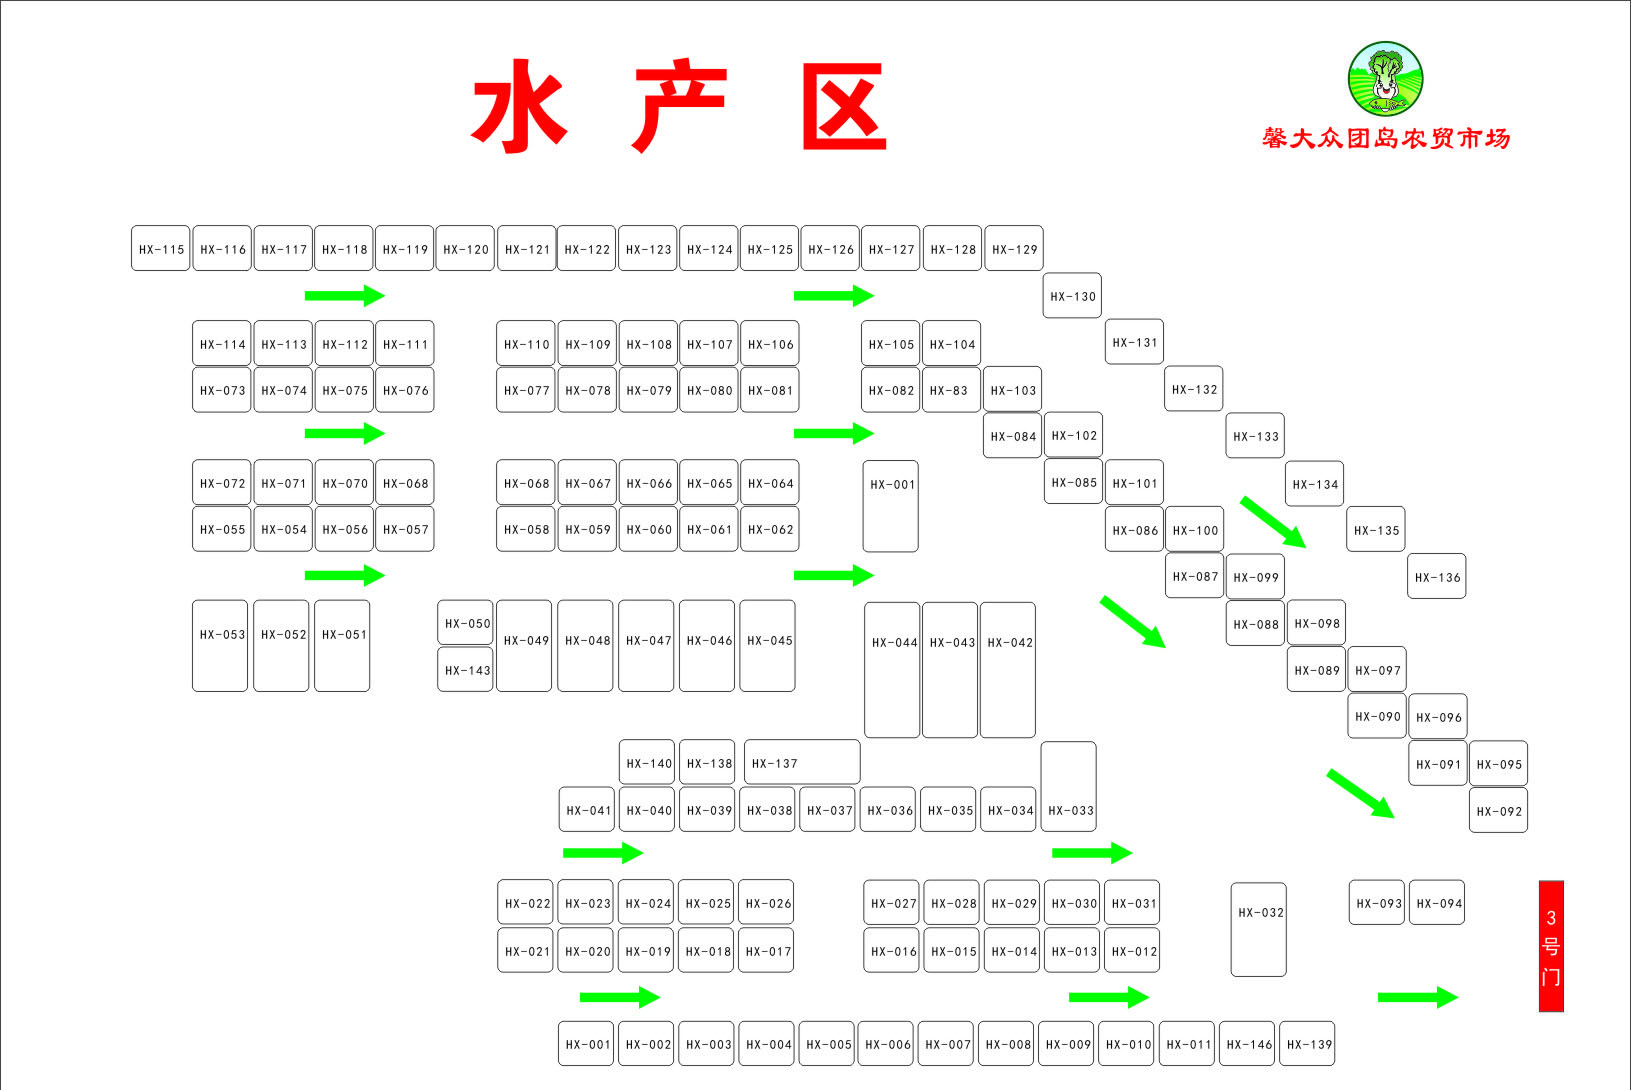 水产区
馨大众团岛农贸市场
HX-115 HX-116 HX-117 HX-118 HX-119 HX-120 HX-121 HX-122 HX-123 HX-124 HX-125 HX-126 HX-127 HX-128 HX-129
HX-130
HX-114 HX-113 HX-112 HX-111 HX-110 HX-109 HX-108 HX-107 HX-106 HX-105 HX-104 HX-131
HX-073 HX-074 HX-075 HX-076 HX-077 HX-078 HX-079 HX-080 HX-081 HX-082 HX-83 HX-103 HX-132
HX-084 HX-102 HX-133
HX-072 HX-071 HX-070 HX-068 HX-068 HX-067 HX-066 HX-065 HX-064 HX-001 HX-085 HX-101 HX-134
HX-055 HX-054 HX-056 HX-057 HX-058 HX-059 HX-060 HX-061 HX-062 HX-086 HX-100 HX-135
HX-087 HX-099 HX-136
HX-050 HX-088 HX-098
HX-053 HX-052 HX-051 HX-049 HX-048 HX-047 HX-046 HX-045 HX-044 HX-043 HX-042
HX-143 HX-089 HX-097
HX-090 HX-096
HX-140 HX-138 HX-137 HX-091 HX-095
HX-041 HX-040 HX-039 HX-038 HX-037 HX-036 HX-035 HX-034 HX-033 HX-092
HX-022 HX-023 HX-024 HX-025 HX-026 HX-027 HX-028 HX-029 HX-030 HX-031 HX-032 HX-093 HX-094
HX-021 HX-020 HX-019 HX-018 HX-017 HX-016 HX-015 HX-014 HX-013 HX-012
3号门
HX-001 HX-002 HX-003 HX-004 HX-005 HX-006 HX-007 HX-008 HX-009 HX-010 HX-011 HX-146 HX-139